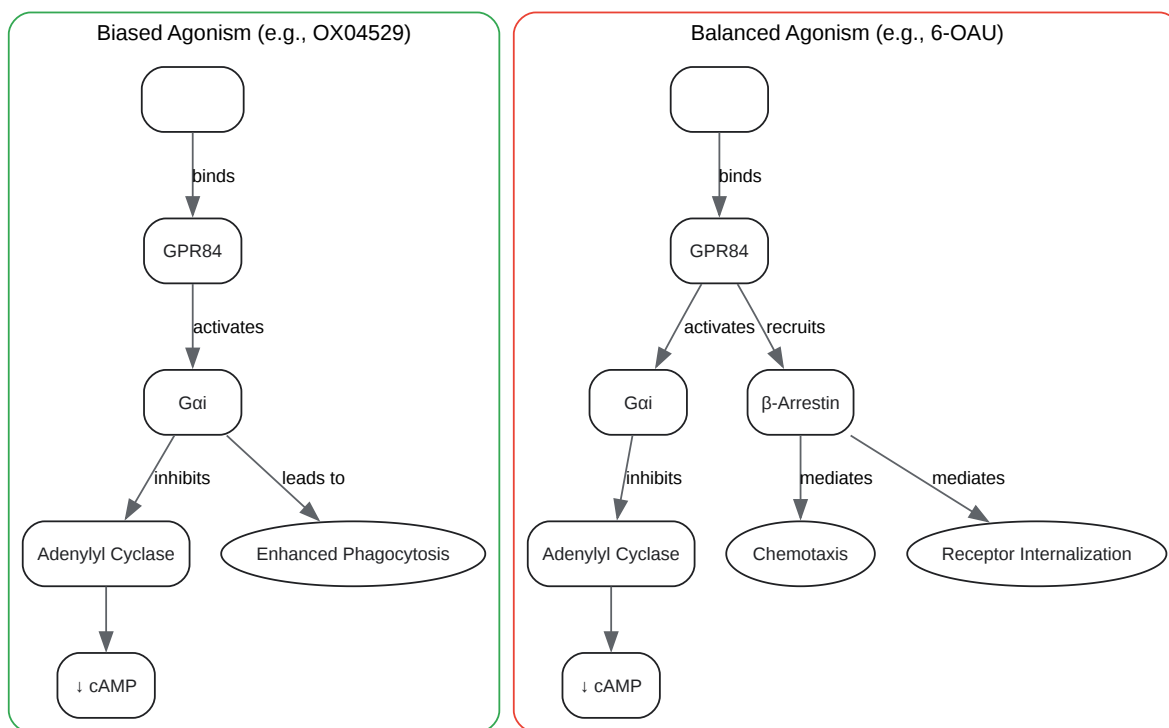 Biased Agonism (e.g., OX04529)
binds
GPR84
activates
Gαi
inhibits
leads to
Adenylyl Cyclase
Enhanced Phagocytosis
↓ cAMP
Balanced Agonism (e.g., 6-OAU)
binds
GPR84
activates
recruits
Gαi
β-Arrestin
inhibits
mediates
mediates
Adenylyl Cyclase
Chemotaxis
Receptor Internalization
↓ cAMP